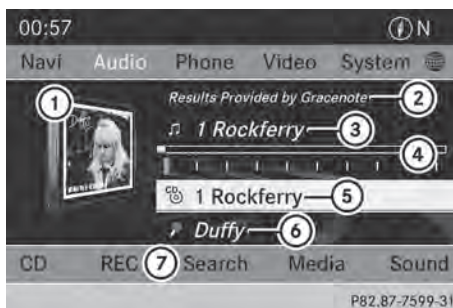 00:57 N
Navi Audio Phone Video System
1
Results Provided by Gracenote 2
1 Rockferry 3
4
1 Rockferry 5
Duffy 6
CD REC 7 Search Media Sound
P82.87-7599-31